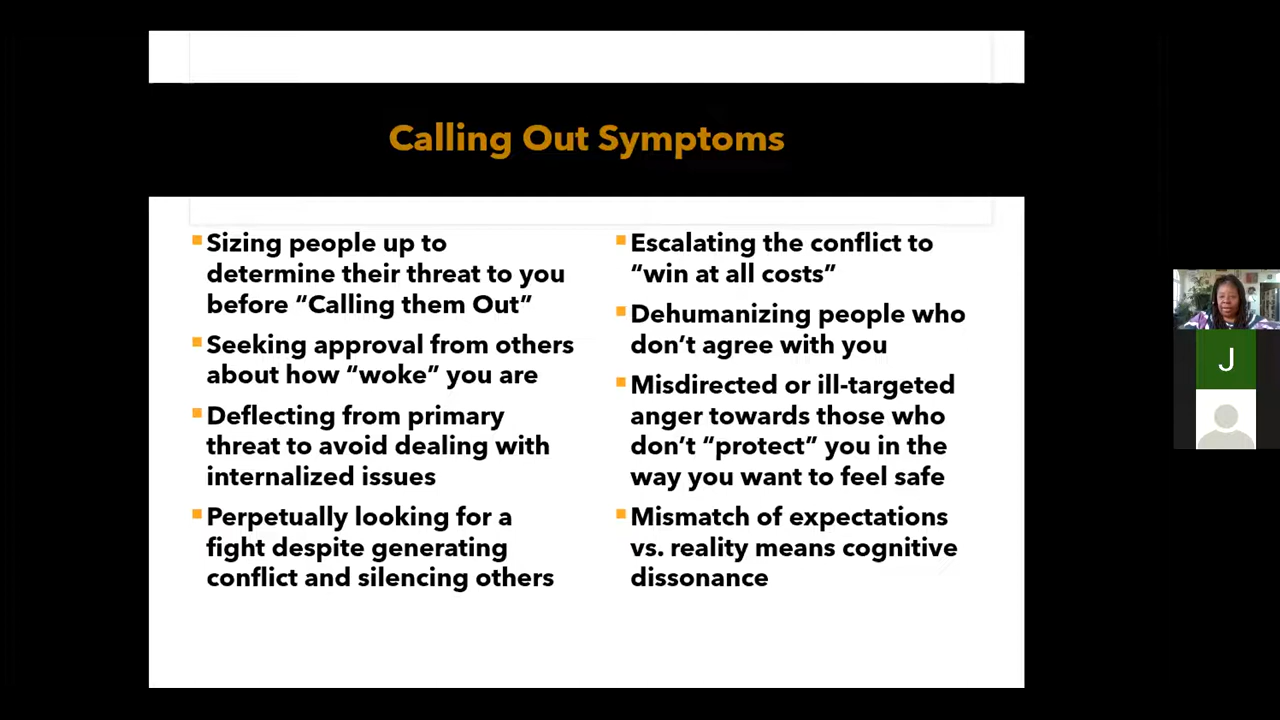 Calling Out Symptoms
Sizing people up to
determine their threat to you
before “Calling them Out”
Seeking approval from others
about how “woke” you are
Deflecting from primary
threat to avoid dealing with
internalized issues
Perpetually looking for a
fight despite generating
conflict and silencing others
Escalating the conflict to
“win at all costs”
Dehumanizing people who
don’t agree with you
Misdirected or ill-targeted
anger towards those who
don’t “protect” you in the
way you want to feel safe
Mismatch of expectations
vs. reality means cognitive
dissonance
J